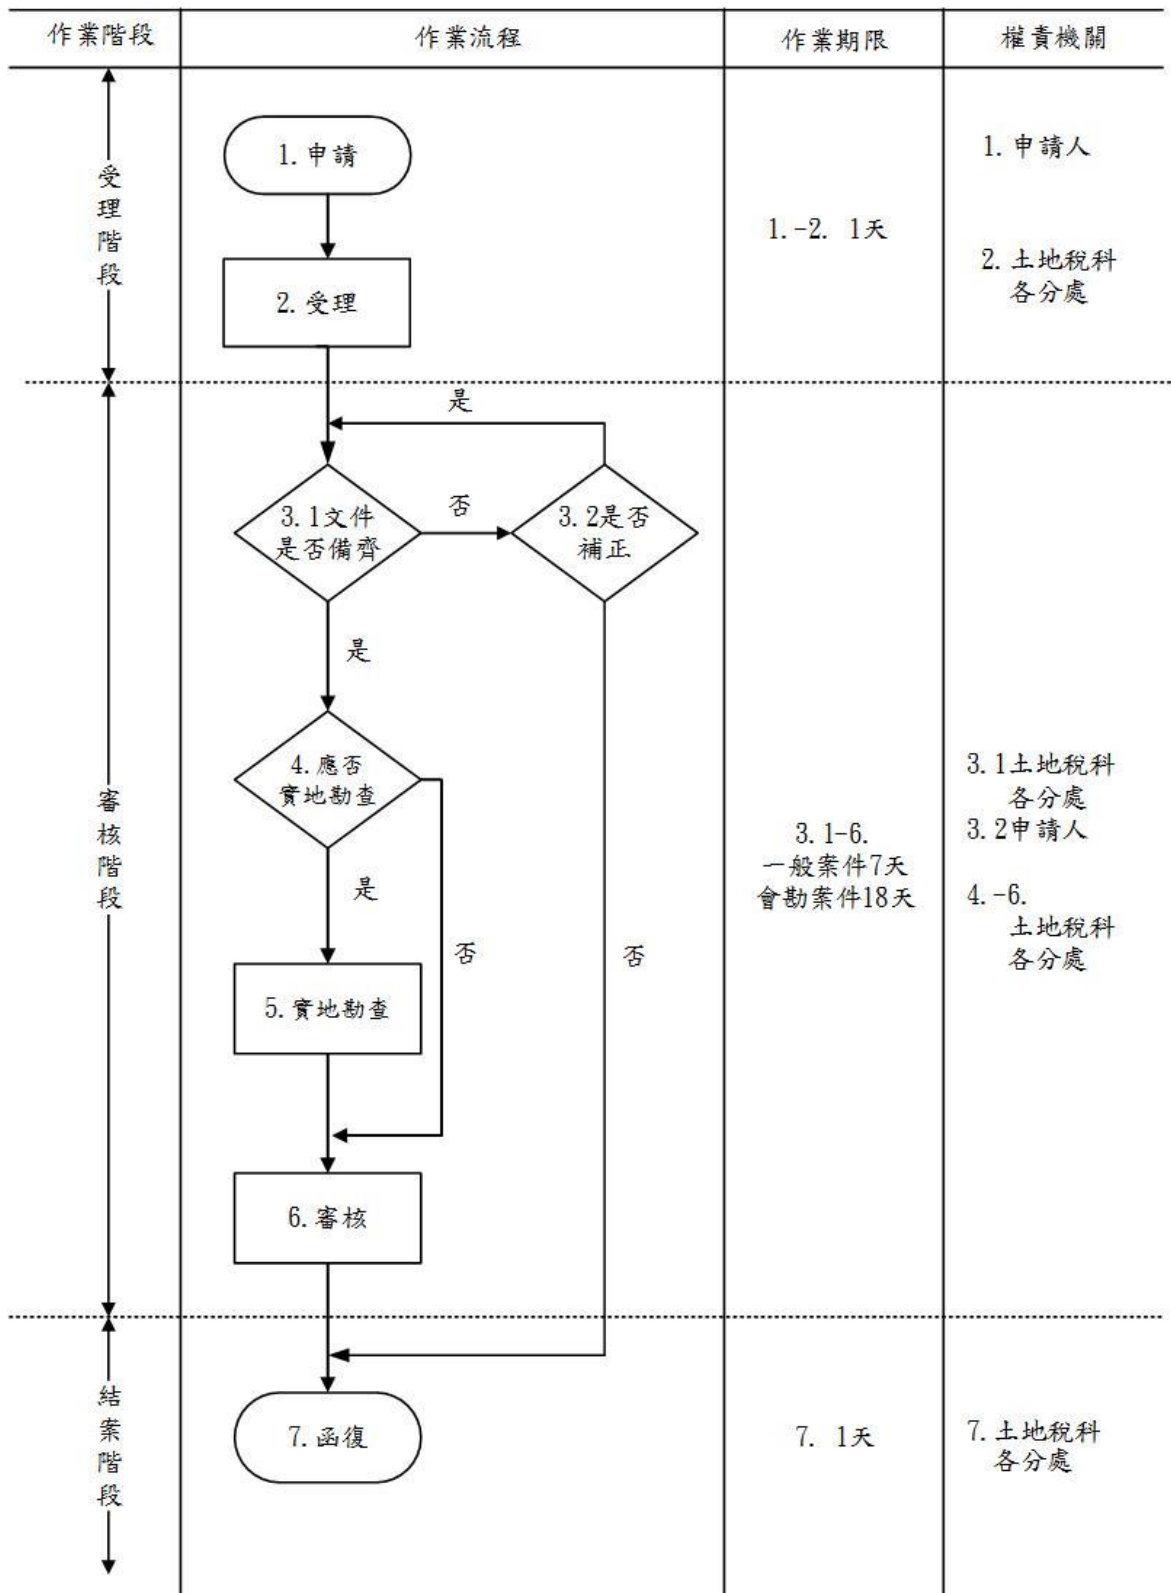 作業階段 作業流程 作業期限 權責機關
受理階段
1.申請
2.受理
1.-2. 1天
1.申請人
2.土地稅科
各分處
審核階段
是
3.1文件
是否備齊
否
3.2是否
補正
是
4.應否
實地勘查
是
否
否
5.實地勘查
6.審核
3.1-6.
一般案件7天
會勘案件18天
3.1土地稅科
各分處
3.2申請人
4.-6.
土地稅科
各分處
結案階段
7.函復
7. 1天
7.土地稅科
各分處